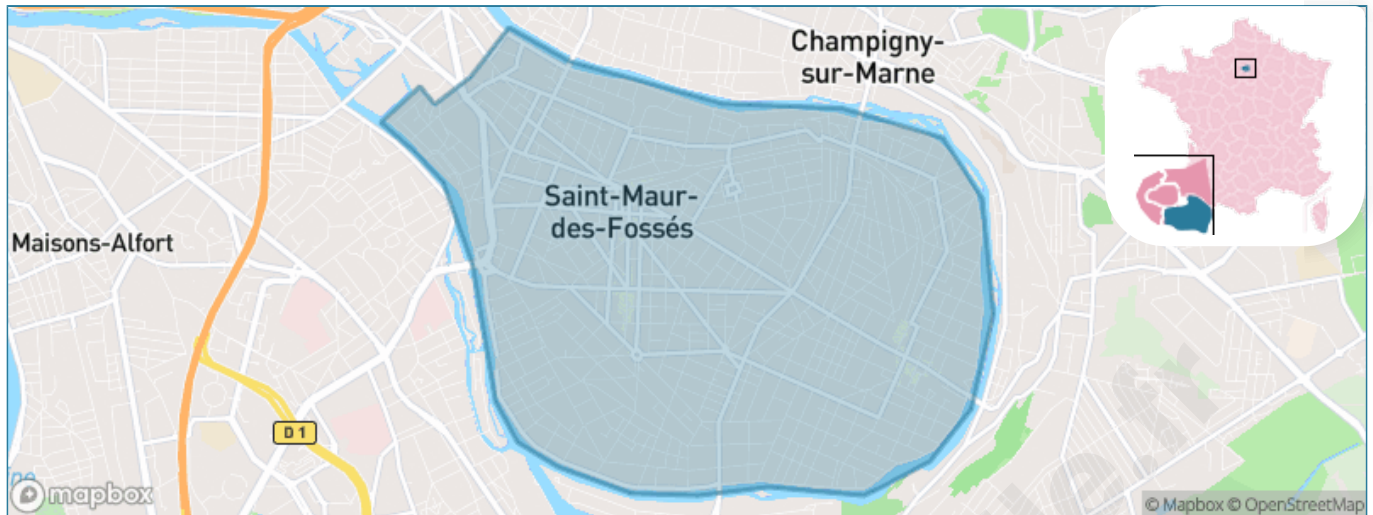 Champigny-
sur-Marne
Saint-Maur-
des-Fossés
Maisons-Alfort
D 1
mapbox
© Mapbox © OpenStreetMap